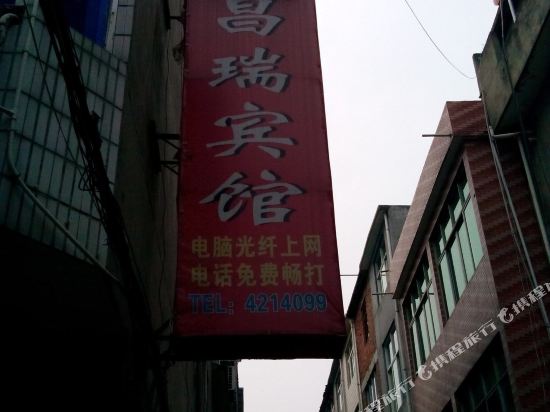 昌瑞宾馆
电脑光纤上网
电话免费畅打
TEL: 4214099
携程旅行
携程旅行